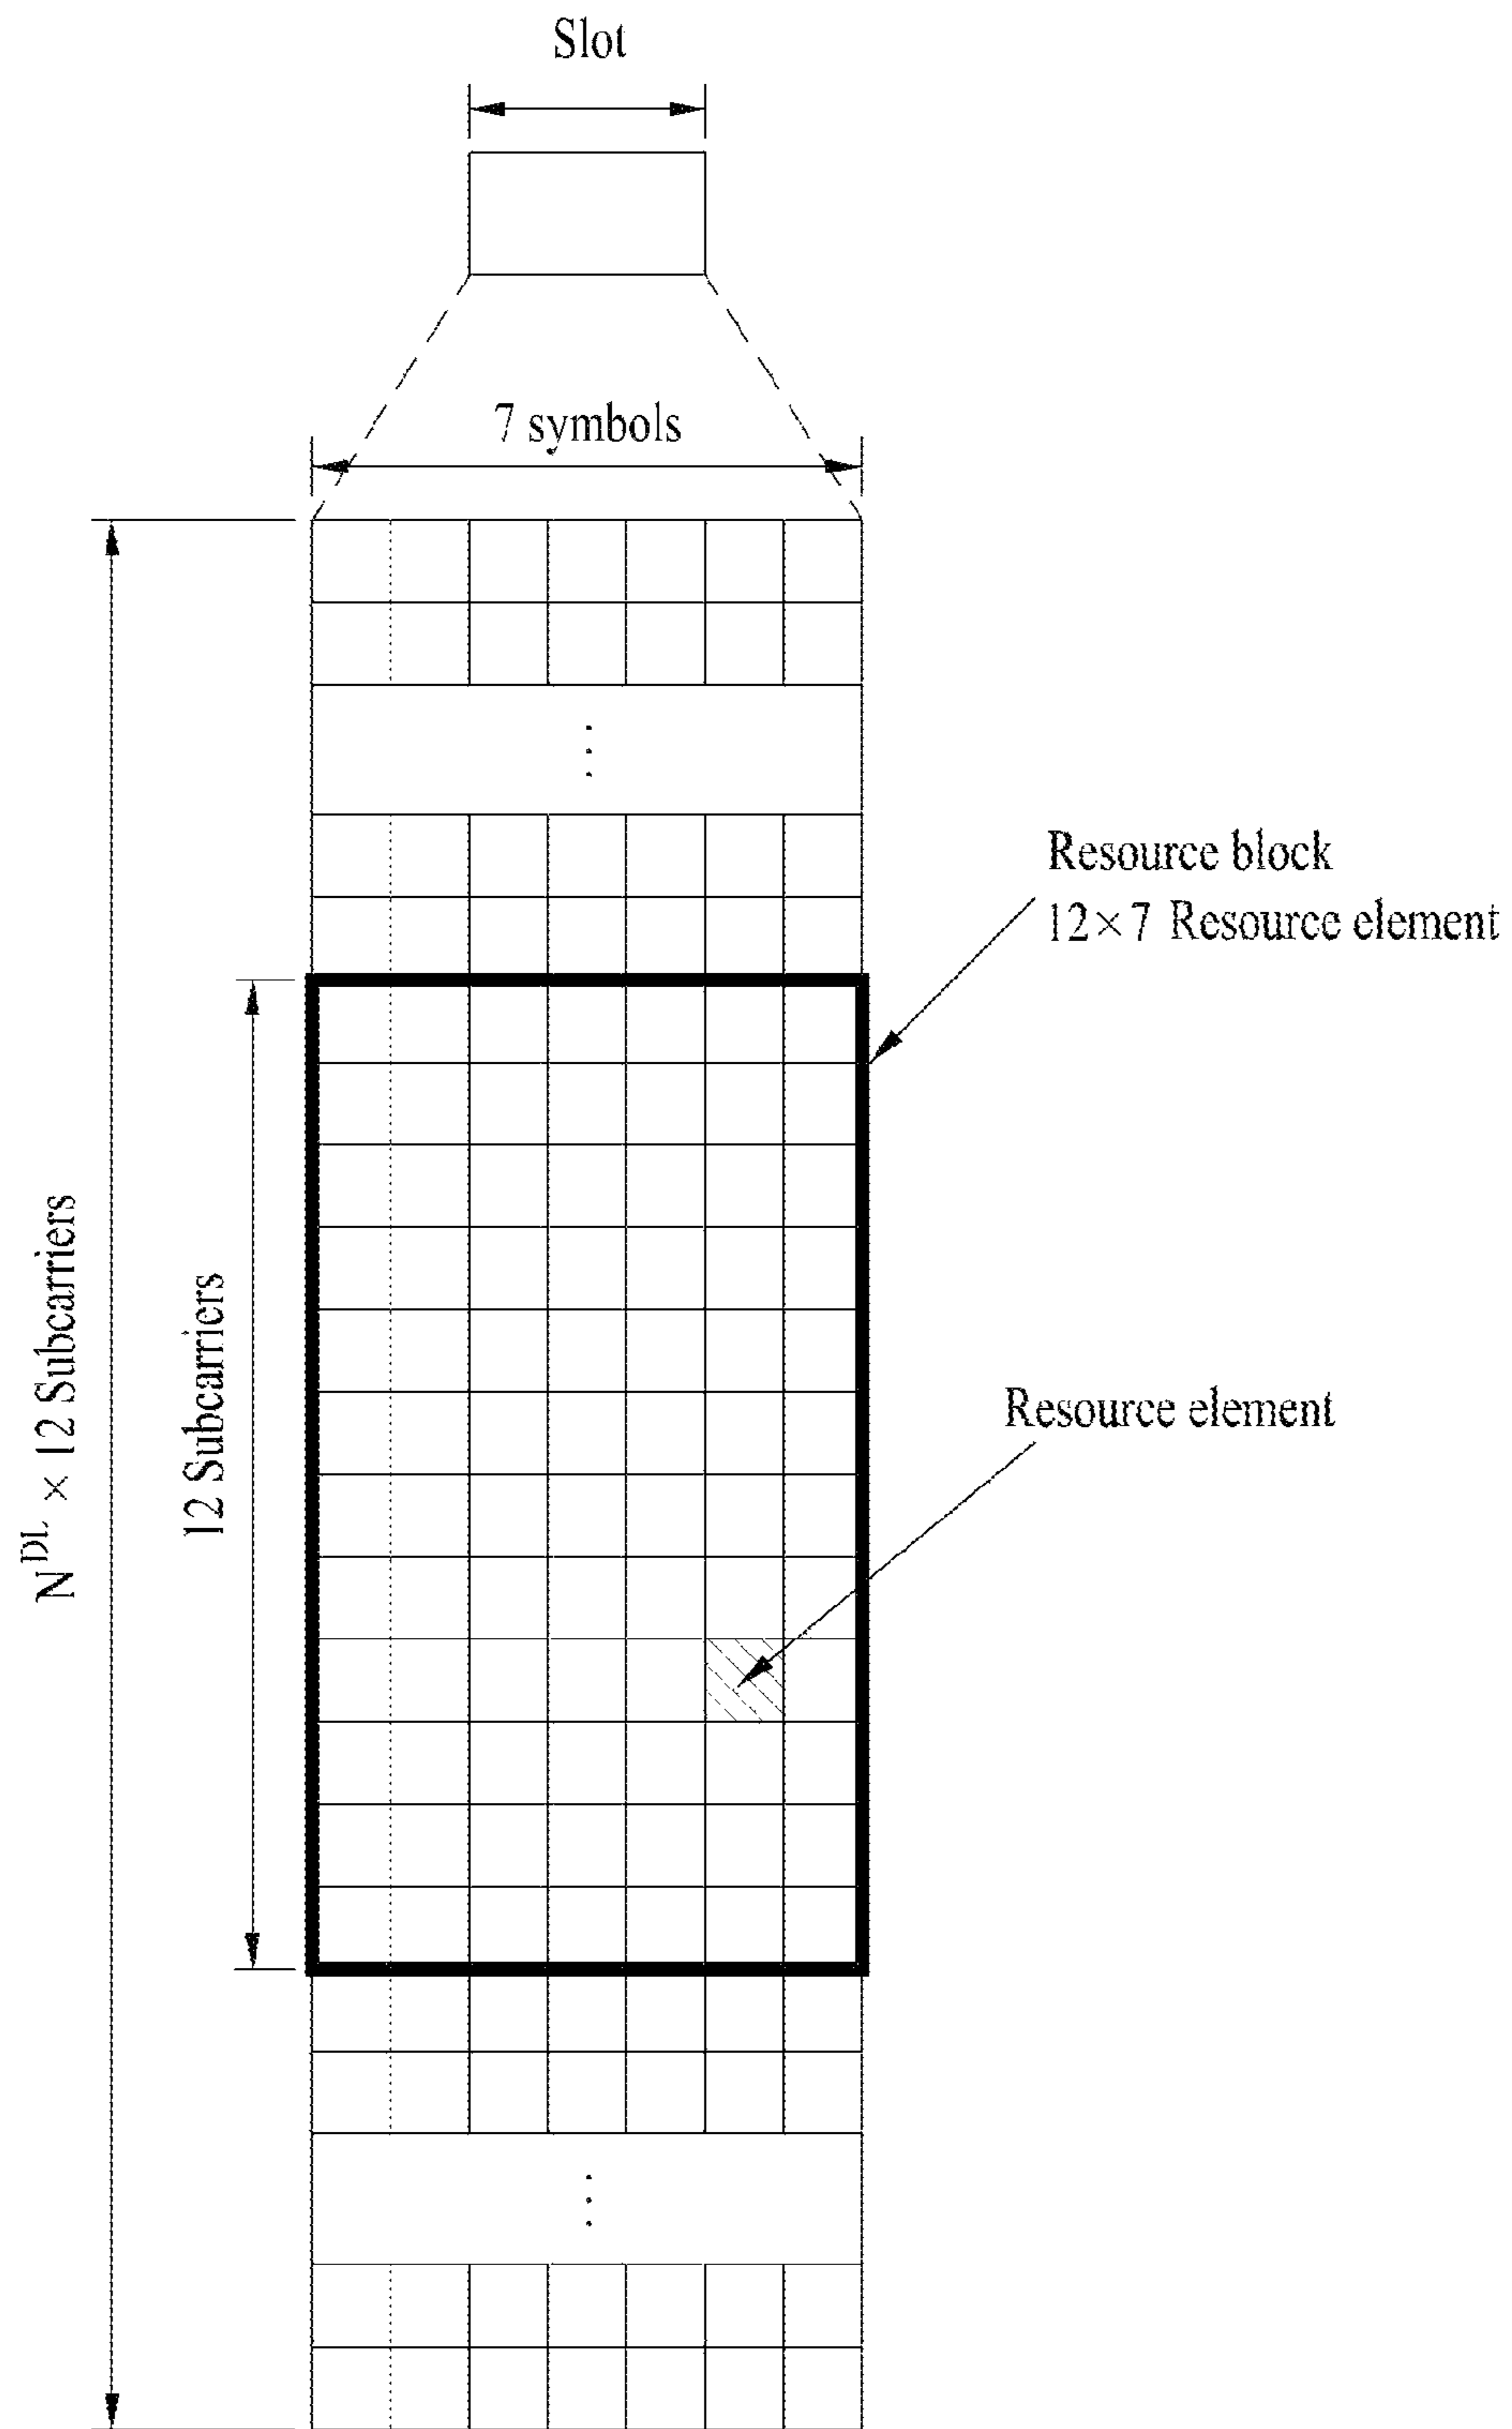 Slot
7 symbols
Resource block
12×7 Resource element
N^DL × 12 Subcarriers
12 Subcarriers
Resource element